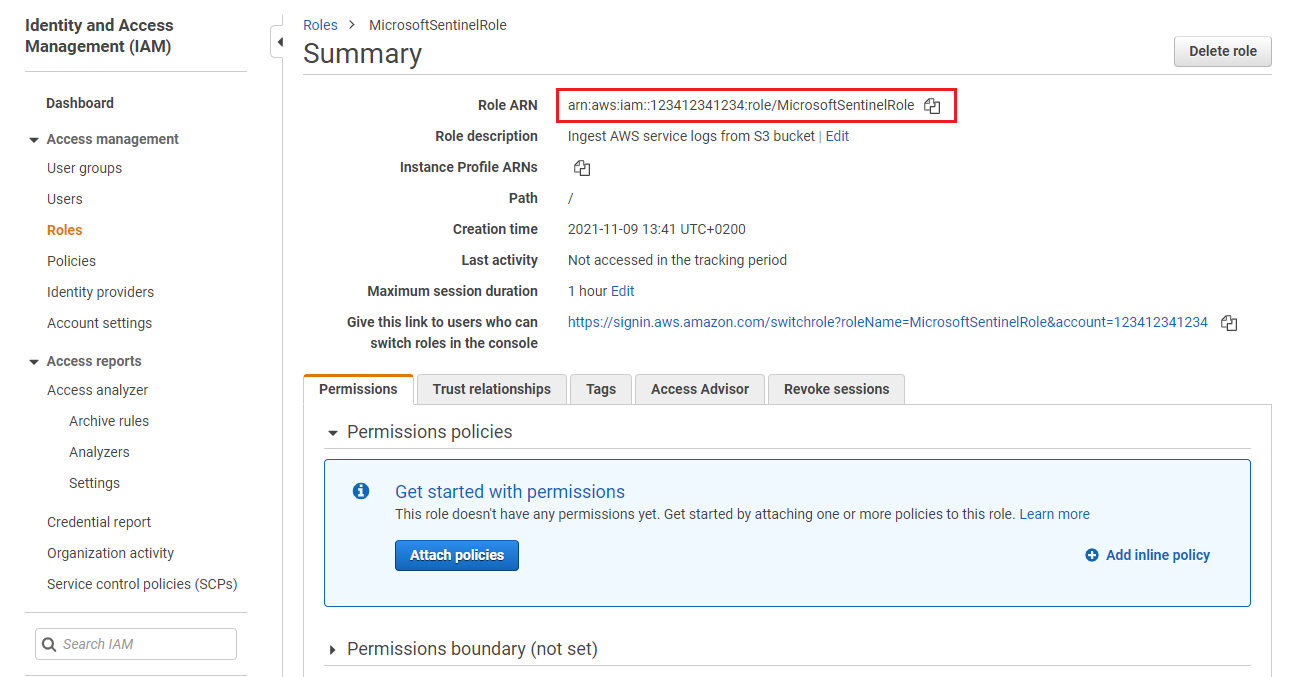 Identity and Access
Management (IAM)
Dashboard
Access management
User groups
Users
Roles
Policies
Identity providers
Account settings
Access reports
Access analyzer
Archive rules
Analyzers
Settings
Credential report
Organization activity
Service control policies (SCPs)
Search IAM
Roles > MicrosoftSentinelRole
Summary
Delete role
Role ARN arn:aws:iam::123412341234:role/MicrosoftSentinelRole
Role description Ingest AWS service logs from S3 bucket | Edit
Instance Profile ARNs
Path /
Creation time 2021-11-09 13:41 UTC+0200
Last activity Not accessed in the tracking period
Maximum session duration 1 hour Edit
Give this link to users who can https://signin.aws.amazon.com/switchrole?roleName=MicrosoftSentinelRole&account=123412341234
switch roles in the console
Permissions Trust relationships Tags Access Advisor Revoke sessions
Permissions policies
Get started with permissions
This role doesn't have any permissions yet. Get started by attaching one or more policies to this role. Learn more
Attach policies Add inline policy
Permissions boundary (not set)